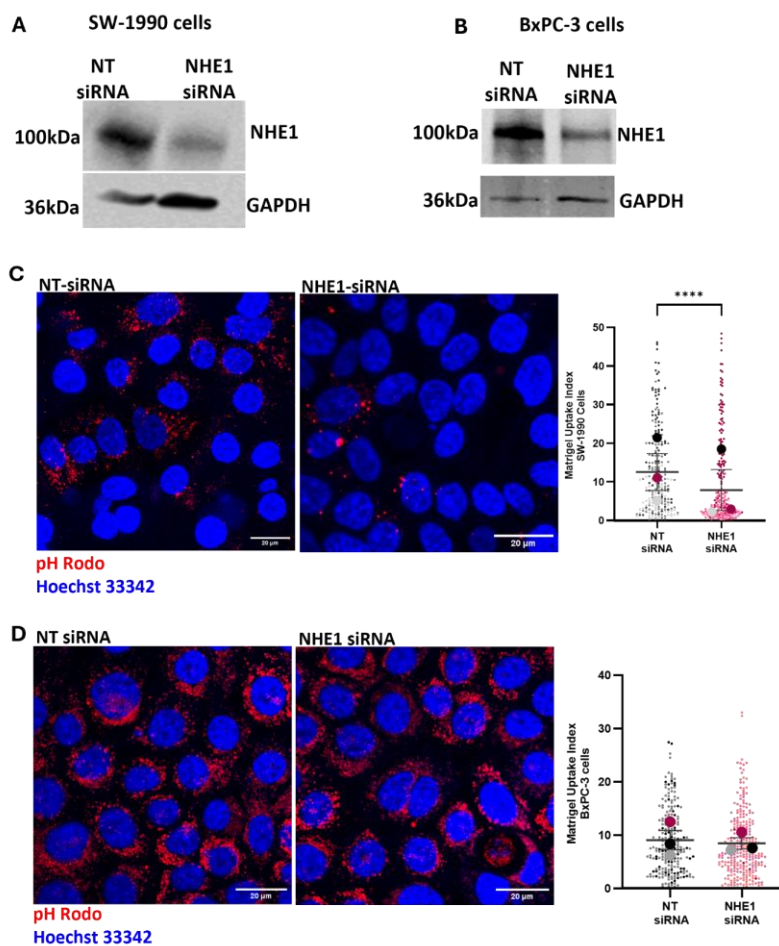 A
SW-1990 cells
NT
siRNA
NHE1
siRNA
100kDa
NHE1
36kDa
GAPDH
B
BxPC-3 cells
NT
siRNA
NHE1
siRNA
100kDa
NHE1
36kDa
GAPDH
C
NT-siRNA
NHE1-siRNA
20 µm
20 µm
pH Rodo
Hoechst 33342
****
Matrigel Uptake Index
SW-1990 Cells
50
40
30
20
10
0
NT
siRNA
NHE1
siRNA
D
NT siRNA
NHE1 siRNA
20 µm
20 µm
pH Rodo
Hoechst 33342
Matrigel Uptake Index
BxPC-3 cells
40
30
20
10
0
NT
siRNA
NHE1
siRNA